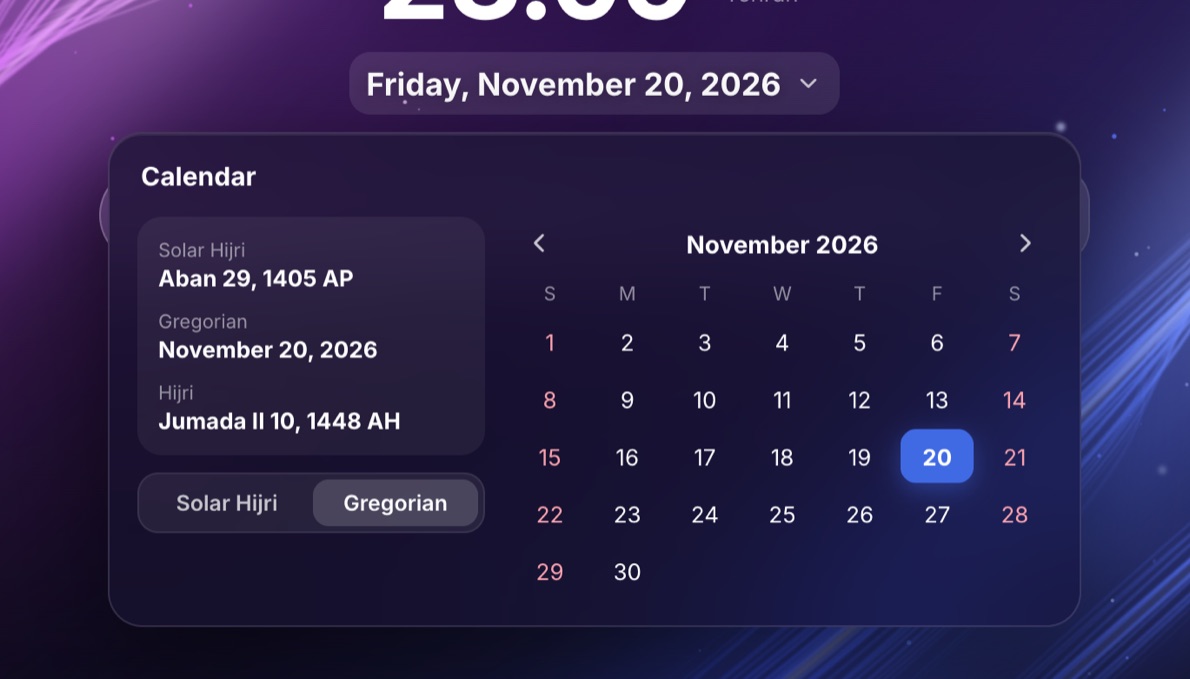 Friday, November 20, 2026
Calendar
Solar Hijri
Aban 29, 1405 AP
Gregorian
November 20, 2026
Hijri
Jumada II 10, 1448 AH
Solar Hijri Gregorian
November 2026
S M T W T F S
1 2 3 4 5 6 7
8 9 10 11 12 13 14
15 16 17 18 19 20 21
22 23 24 25 26 27 28
29 30